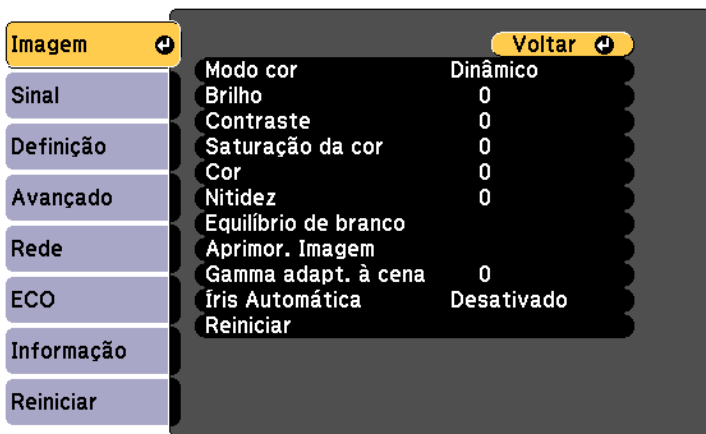 Imagem
Sinal
Definição
Avançado
Rede
ECO
Informação
Reiniciar
Voltar
Modo cor Dinâmico
Brilho 0
Contraste 0
Saturação da cor 0
Cor 0
Nitidez 0
Equilíbrio de branco
Aprimor. Imagem
Gamma adapt. à cena 0
Íris Automática Desativado
Reiniciar